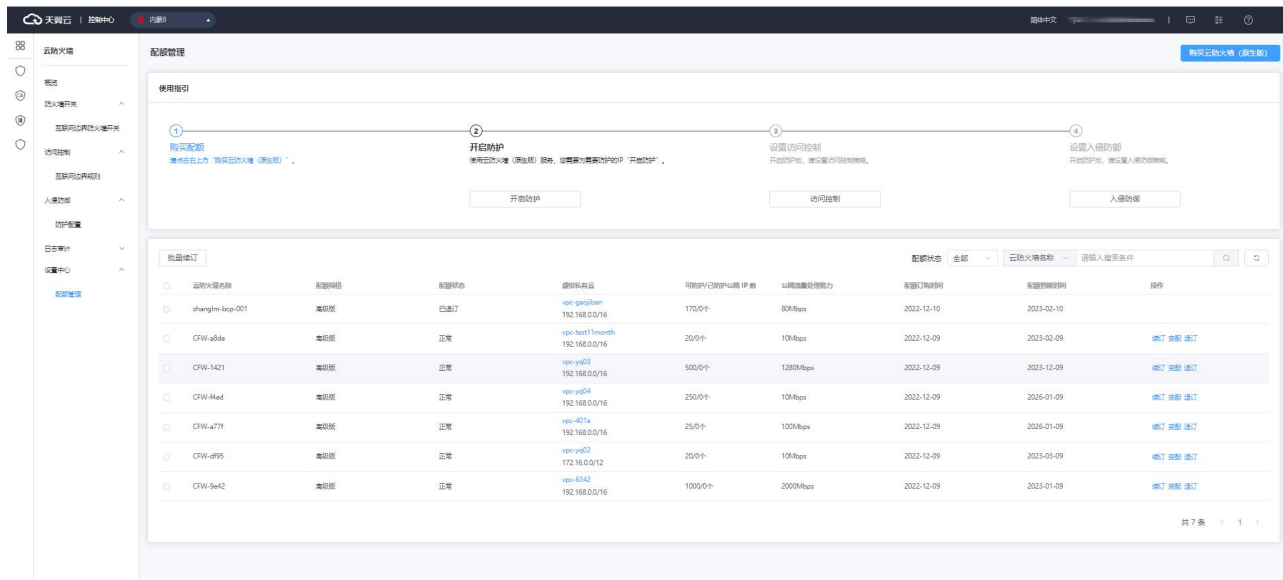 天翼云 | 控制中心 内蒙8 简体中文
云防火墙
概览
防火墙开关
互联网边界防火墙开关
访问控制
互联网边界规则
入侵防御
防护配置
日志审计
设置中心
配额管理
配额管理 购买云防火墙（原生版）
使用指引
1 2 3 4
购买配额 开启防护 设置访问控制 设置入侵防御
请点击右上方“购买云防火墙（原生版）”。 使用云防火墙（原生版）服务，您需要为需要防护的IP“开启防护”。 开启防护后，请设置访问控制策略。 开启防护后，请设置入侵防御策略。
开启防护 访问控制 入侵防御
批量续订 配额状态 全部 云防火墙名称 请输入搜索条件
云防火墙名称 配额规格 配额状态 虚拟私有云 可防护/已防护公网 IP 数 公网流量处理能力 配额订购时间 配额到期时间 操作
zhanglm-bcp-001 高级版 已退订 vpc-gaojiban 192.168.0.0/16 170/0个 80Mbps 2022-12-10 2023-02-10
CFW-a8de 高级版 正常 vpc-test11month 192.168.0.0/16 20/0个 10Mbps 2022-12-09 2023-02-09 续订 变配 退订
CFW-1421 高级版 正常 vpc-yq03 192.168.0.0/16 500/0个 1280Mbps 2022-12-09 2023-12-09 续订 变配 退订
CFW-f4ed 高级版 正常 vpc-yq04 192.168.0.0/16 250/0个 10Mbps 2022-12-09 2026-01-09 续订 变配 退订
CFW-a77f 高级版 正常 vpc-401a 192.168.0.0/16 25/0个 100Mbps 2022-12-09 2026-01-09 续订 变配 退订
CFW-df95 高级版 正常 vpc-yq02 172.16.0.0/12 20/0个 10Mbps 2022-12-09 2023-03-09 续订 变配 退订
CFW-9e42 高级版 正常 vpc-6342 192.168.0.0/16 1000/0个 2000Mbps 2022-12-09 2023-01-09 续订 变配 退订
共 7 条 < 1 >